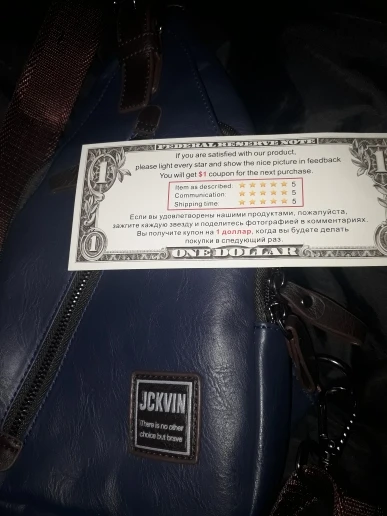 FEDERAL RESERVE NOTE
If you are satisfied with our product,
please light every star and show the nice picture in feedback
You will get $1 coupon for the next purchase.
Item as described: ★★★★★ 5
Communication: ★★★★★ 5
Shipping time: ★★★★★ 5
Если вы удовлетворены нашими продуктами, пожалуйста,
зажгите каждую звезду и поделитесь фотографией в комментариях.
Вы получите купон на 1 доллар, когда вы будете делать
покупки в следующий раз.
ONE DOLLAR
1
1
1
JCKVIN
There is no other
choice but brave